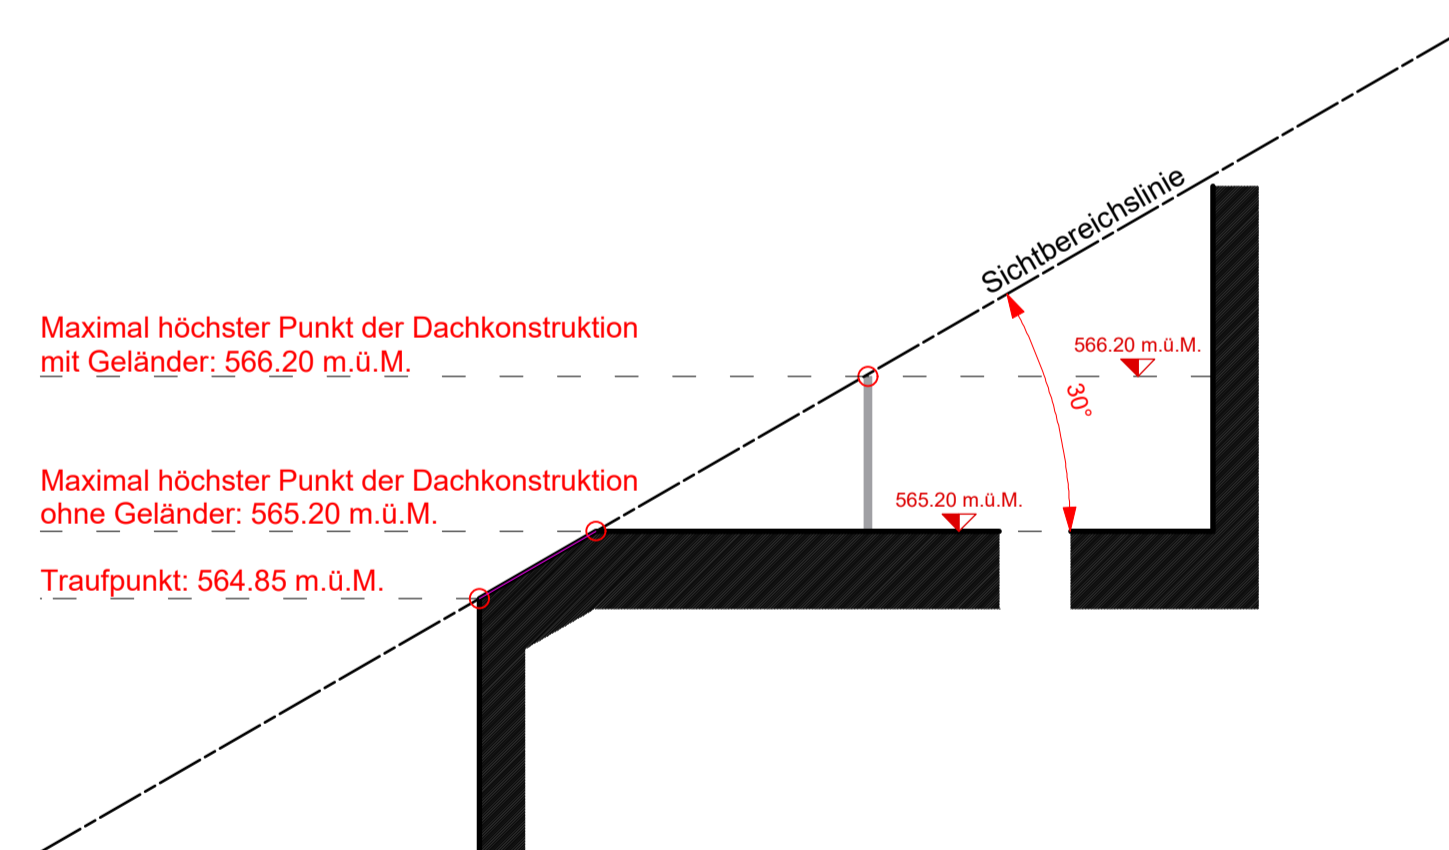 Sichtbereichslinie
Maximal höchster Punkt der Dachkonstruktion
mit Geländer: 566.20 m.ü.M.
566.20 m.ü.M.
30°
Maximal höchster Punkt der Dachkonstruktion
ohne Geländer: 565.20 m.ü.M.
565.20 m.ü.M.
Traufpunkt: 564.85 m.ü.M.